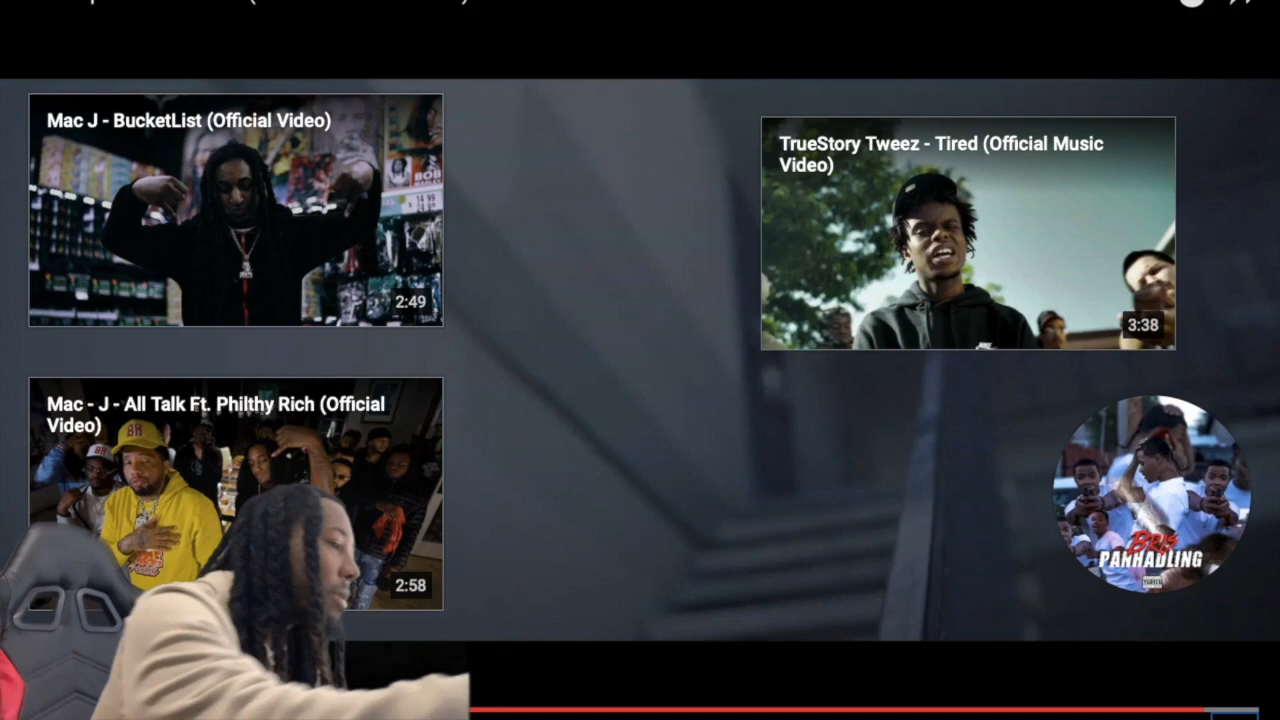 Mac J - BucketList (Official Video)
2:49
TrueStory Tweez - Tired (Official Music
Video)
3:38
Mac - J - All Talk Ft. Philthy Rich (Official
Video)
2:58
BRIS
PANHADLING